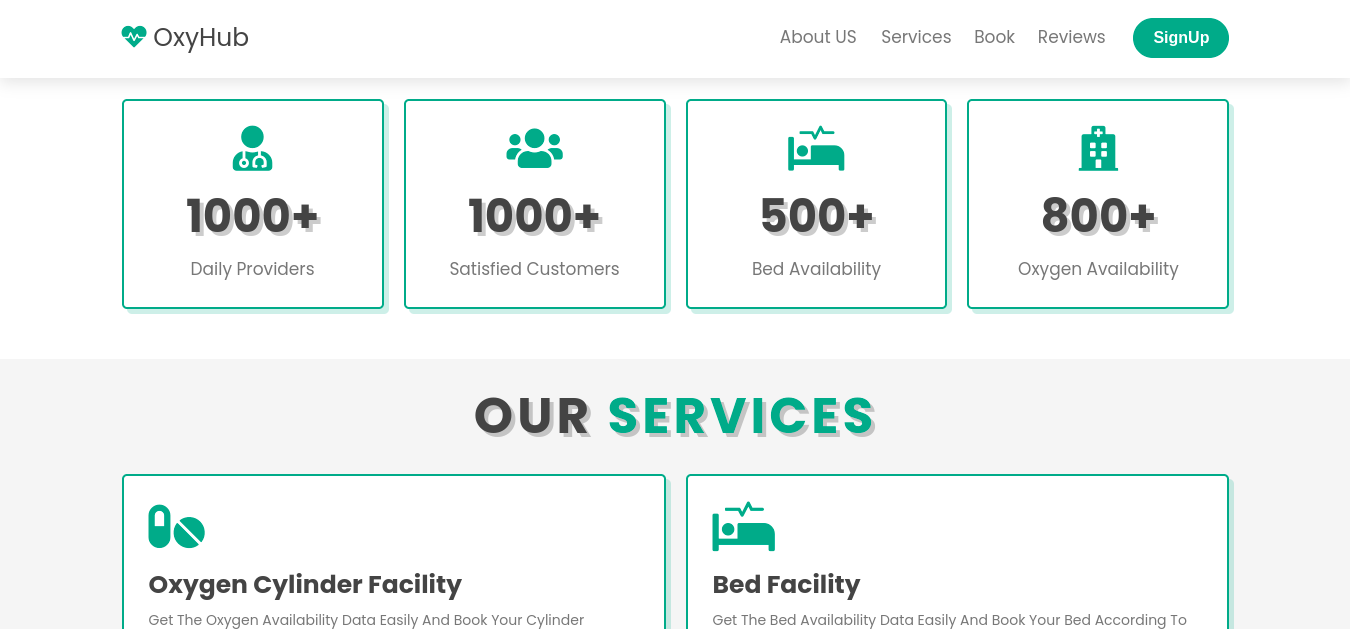 OxyHub
About US
Services
Book
Reviews
SignUp
1000+
Daily Providers
1000+
Satisfied Customers
500+
Bed Availability
800+
Oxygen Availability
OUR SERVICES
Oxygen Cylinder Facility
Get The Oxygen Availability Data Easily And Book Your Cylinder
Bed Facility
Get The Bed Availability Data Easily And Book Your Bed According To